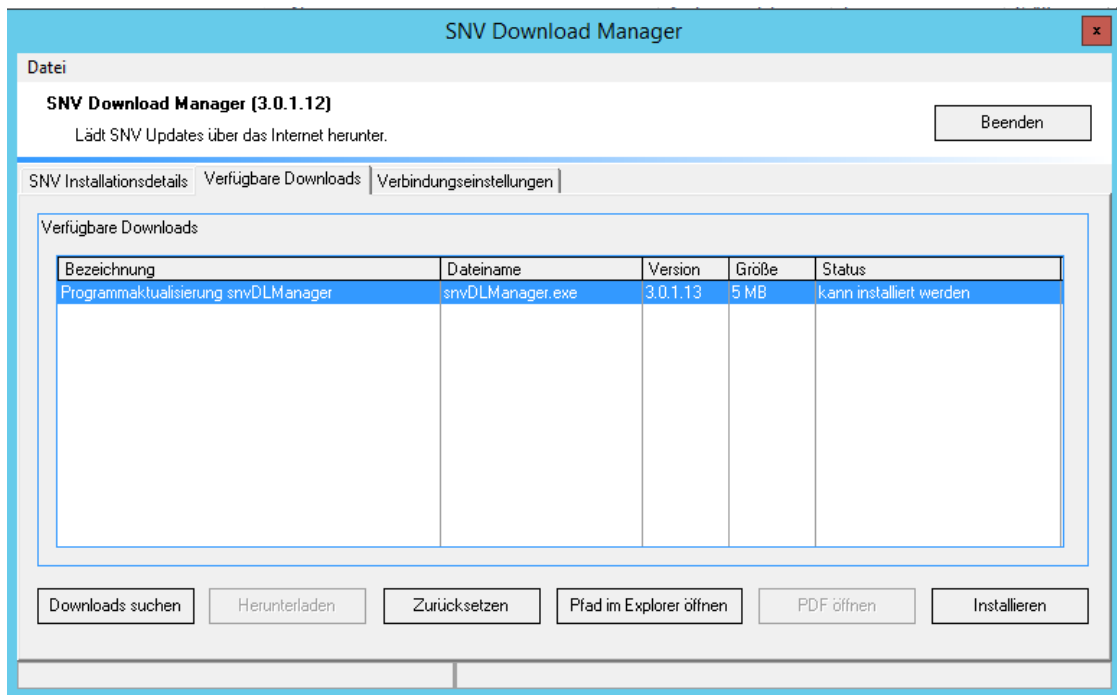 SNV Download Manager
x
Datei
SNV Download Manager (3.0.1.12)
Lädt SNV Updates über das Internet herunter.
Beenden
SNV Installationsdetails Verfügbare Downloads Verbindungseinstellungen
Verfügbare Downloads
Bezeichnung Dateiname Version Größe Status
Programmaktualisierung snvDLManager snvDLManager.exe 3.0.1.13 5 MB kann installiert werden
Downloads suchen Herunterladen Zurücksetzen Pfad im Explorer öffnen PDF öffnen Installieren